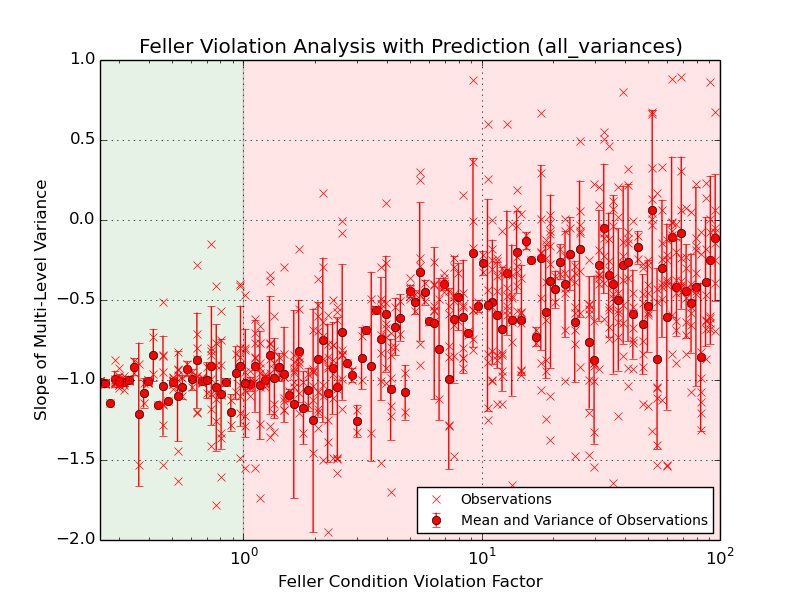 Feller Violation Analysis with Prediction (all_variances)
Slope of Multi-Level Variance
1.0
0.5
0.0
−0.5
−1.0
−1.5
−2.0
10^0
10^1
10^2
Feller Condition Violation Factor
Observations
Mean and Variance of Observations